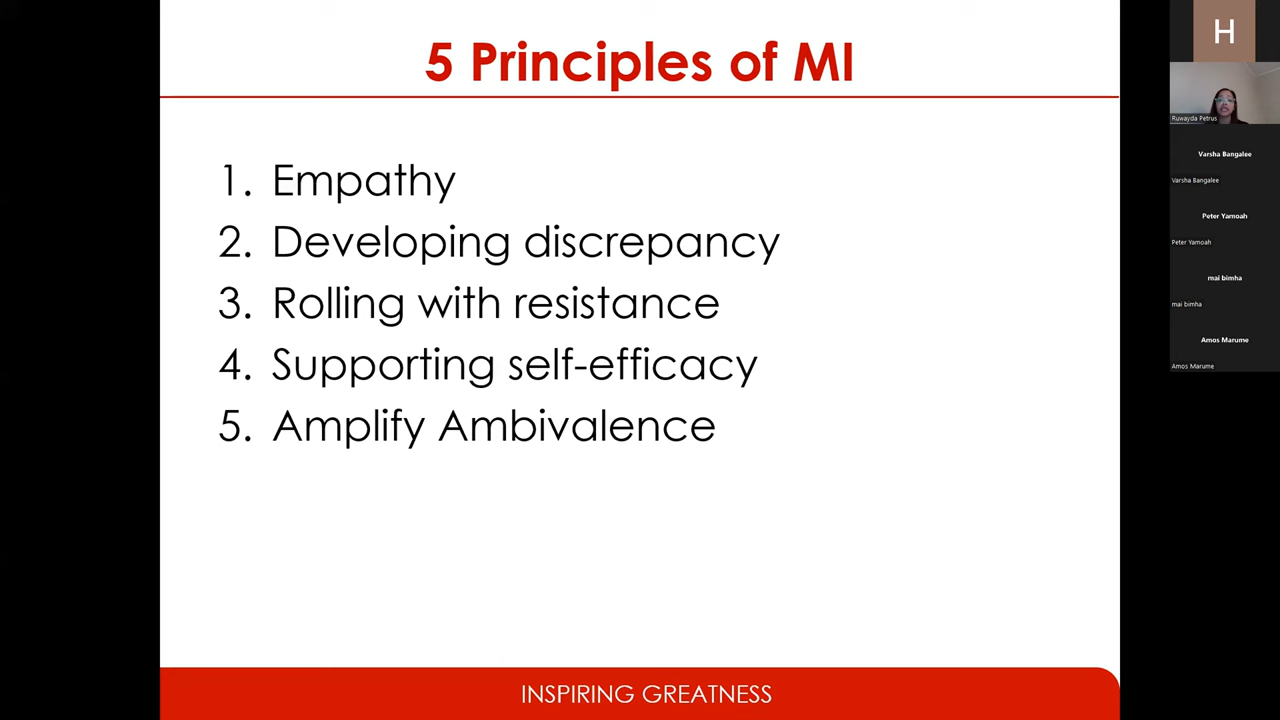 5 Principles of MI
1. Empathy
2. Developing discrepancy
3. Rolling with resistance
4. Supporting self-efficacy
5. Amplify Ambivalence
INSPIRING GREATNESS
H
Ruwayda Petrus
Varsha Bangalee
Varsha Bangalee
Peter Yamoah
Peter Yamoah
mai bimha
mai bimha
Amos Marume
Amos Marume